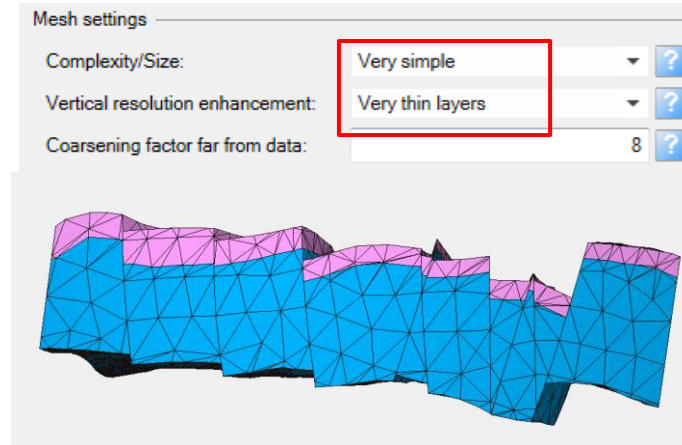 Mesh settings
Complexity/Size: Very simple ?
Vertical resolution enhancement: Very thin layers ?
Coarsening factor far from data: 8 ?